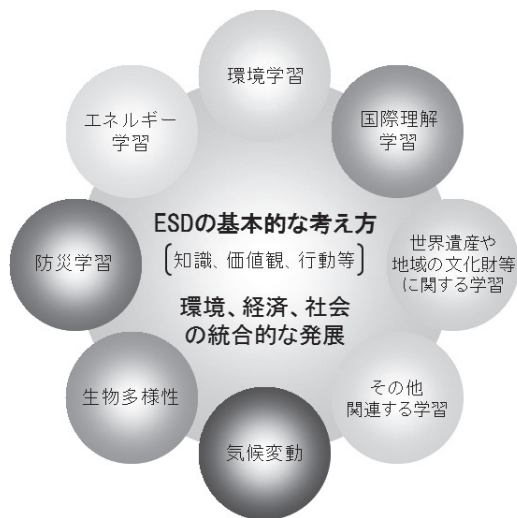 環境学習
国際理解
学習
世界遺産や
地域の文化財等
に関する学習
その他
関連する学習
気候変動
生物多様性
防災学習
エネルギー
学習
ESDの基本的な考え方
〔知識、価値観、行動等〕
環境、経済、社会
の統合的な発展